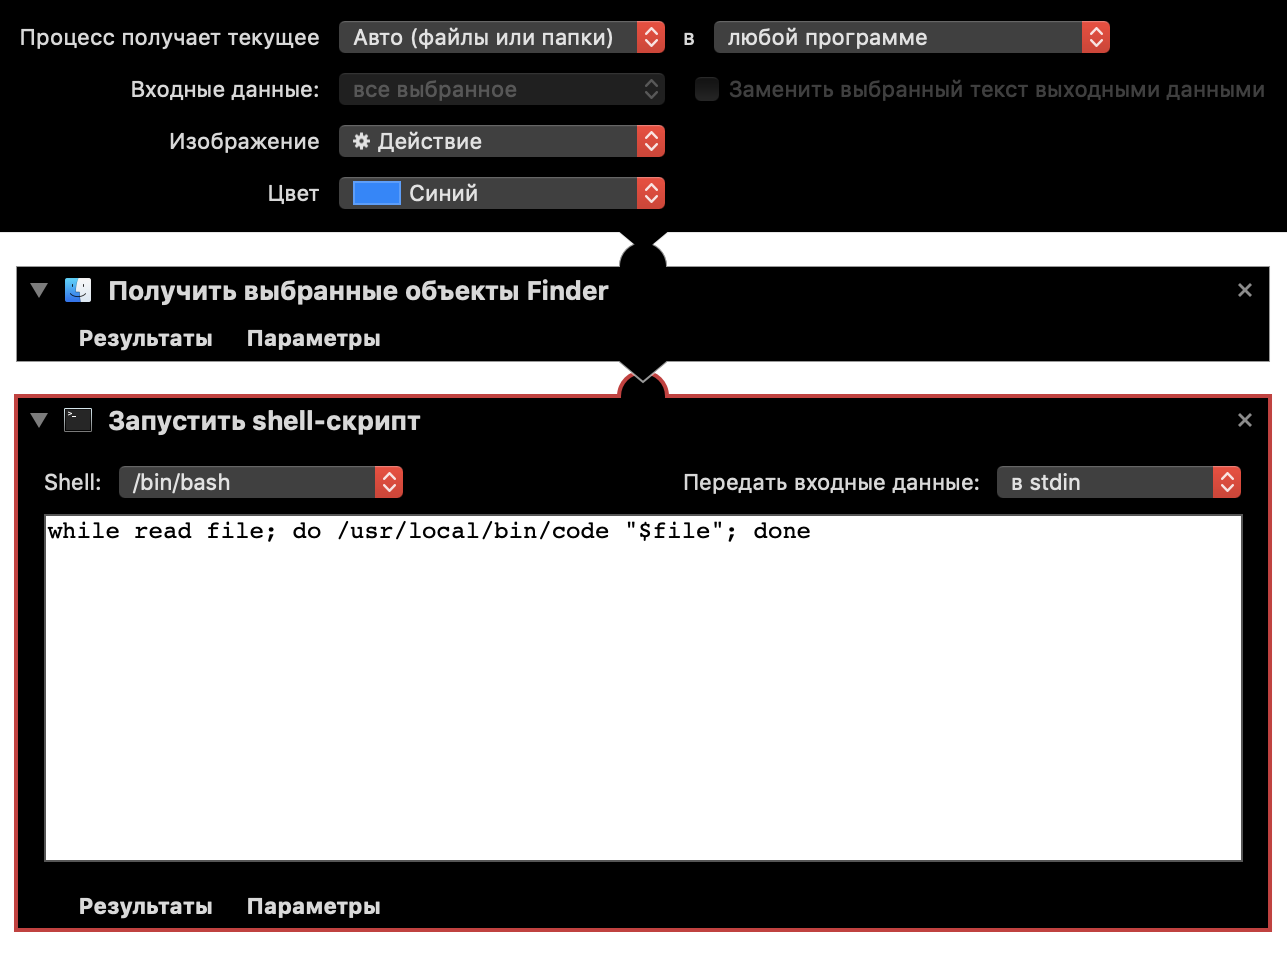 Процесс получает текущее Авто (файлы или папки) в любой программе
Входные данные: все выбранное Заменить выбранный текст выходными данными
Изображение Действие
Цвет Синий
Получить выбранные объекты Finder
Результаты Параметры
Запустить shell-скрипт
Shell: /bin/bash Передать входные данные: в stdin
while read file; do /usr/local/bin/code "$file"; done
Результаты Параметры